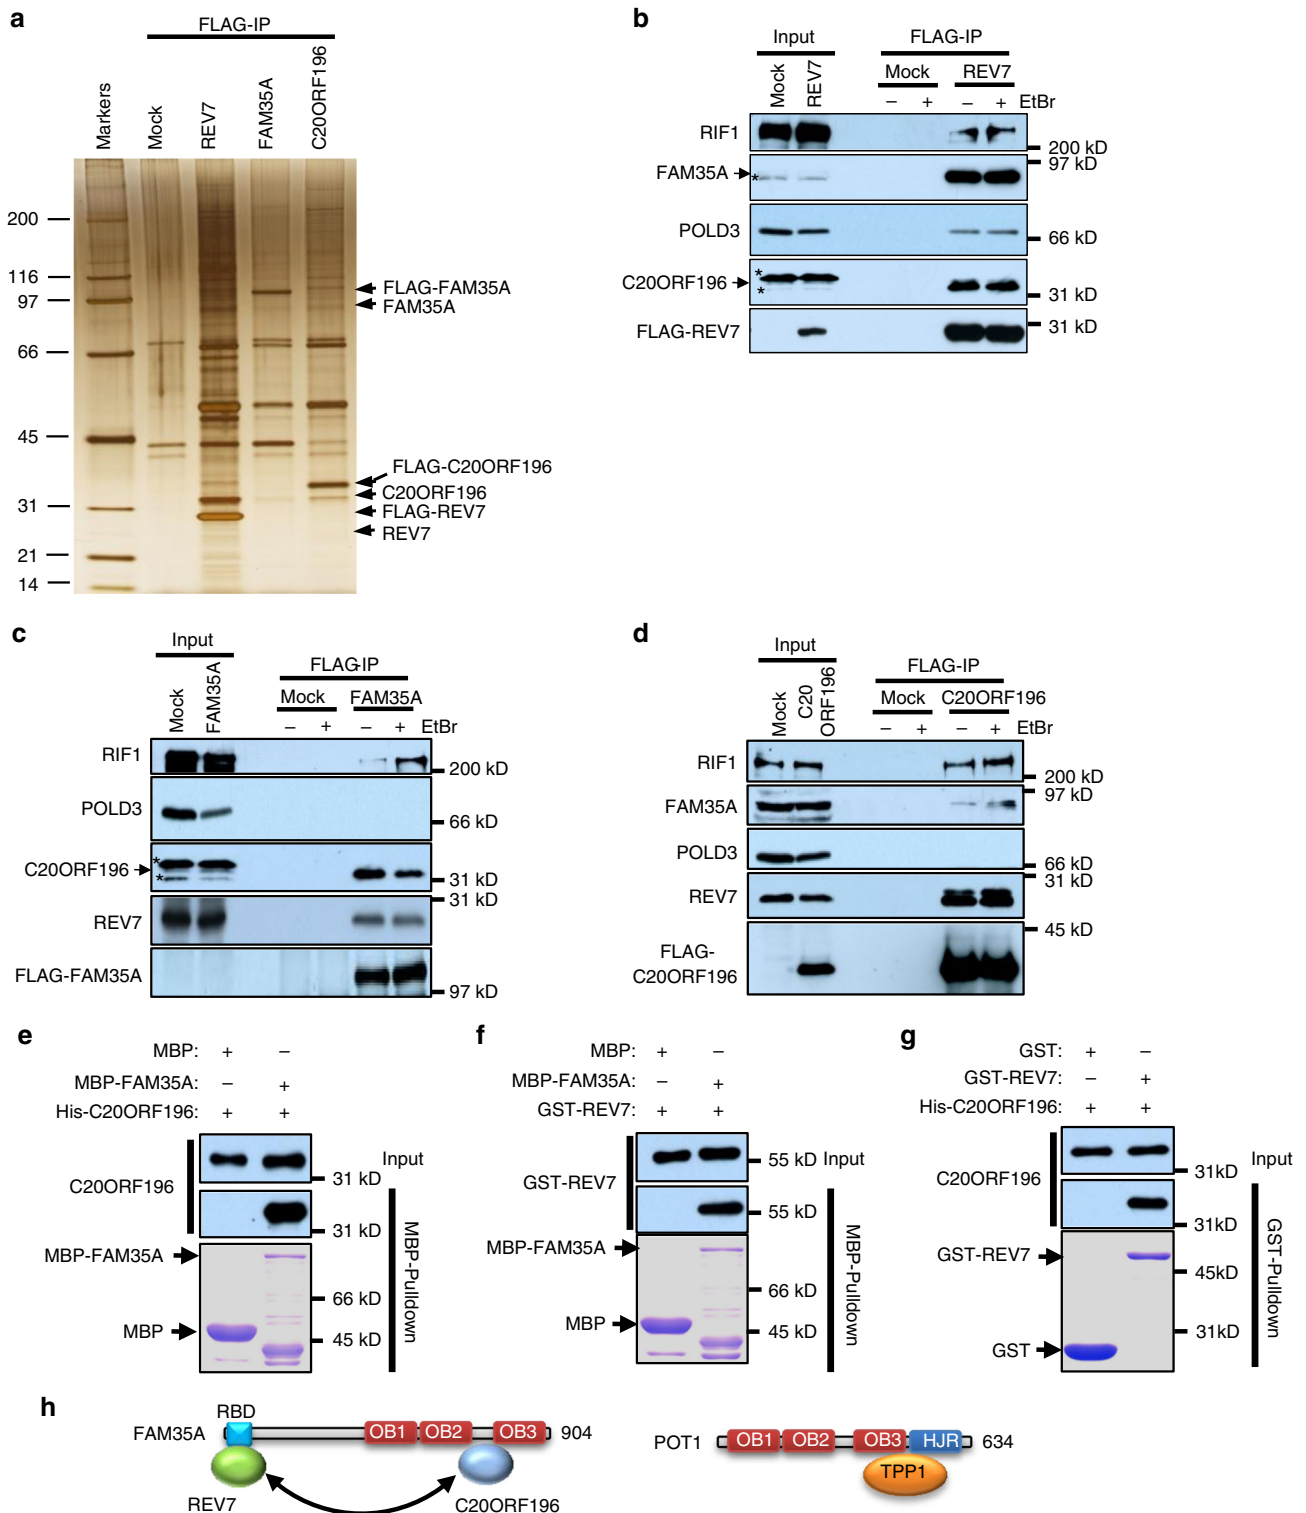 a
FLAG-IP
Markers
Mock
REV7
FAM35A
C20ORF196
200
116
97
66
45
31
21
14
FLAG-FAM35A
FAM35A
FLAG-C20ORF196
C20ORF196
FLAG-REV7
REV7
b
Input
FLAG-IP
Mock
REV7
Mock
REV7
– + – + EtBr
RIF1
200 kD
97 kD
FAM35A
*
POLD3
66 kD
C20ORF196
*
*
31 kD
FLAG-REV7
31 kD
c
Input
FLAG-IP
Mock
FAM35A
Mock
FAM35A
– + – + EtBr
RIF1
200 kD
POLD3
66 kD
C20ORF196
*
*
31 kD
31 kD
REV7
FLAG-FAM35A
97 kD
d
Input
FLAG-IP
Mock
C20
ORF196
Mock
C20ORF196
– + – + EtBr
RIF1
200 kD
97 kD
FAM35A
POLD3
66 kD
31 kD
REV7
45 kD
FLAG-
C20ORF196
e
MBP: + –
MBP-FAM35A: – +
His-C20ORF196: + +
C20ORF196
31 kD
Input
31 kD
MBP-FAM35A
66 kD
MBP
45 kD
MBP-Pulldown
f
MBP: + –
MBP-FAM35A: – +
GST-REV7: + +
GST-REV7
55 kD Input
55 kD
MBP-FAM35A
66 kD
MBP
45 kD
MBP-Pulldown
g
GST: + –
GST-REV7: – +
His-C20ORF196: + +
C20ORF196
31kD
Input
31kD
GST-REV7
45kD
31kD
GST
GST-Pulldown
h
RBD
FAM35A
OB1 OB2 OB3 904
REV7
C20ORF196
POT1
OB1 OB2 OB3 HJR 634
TPP1